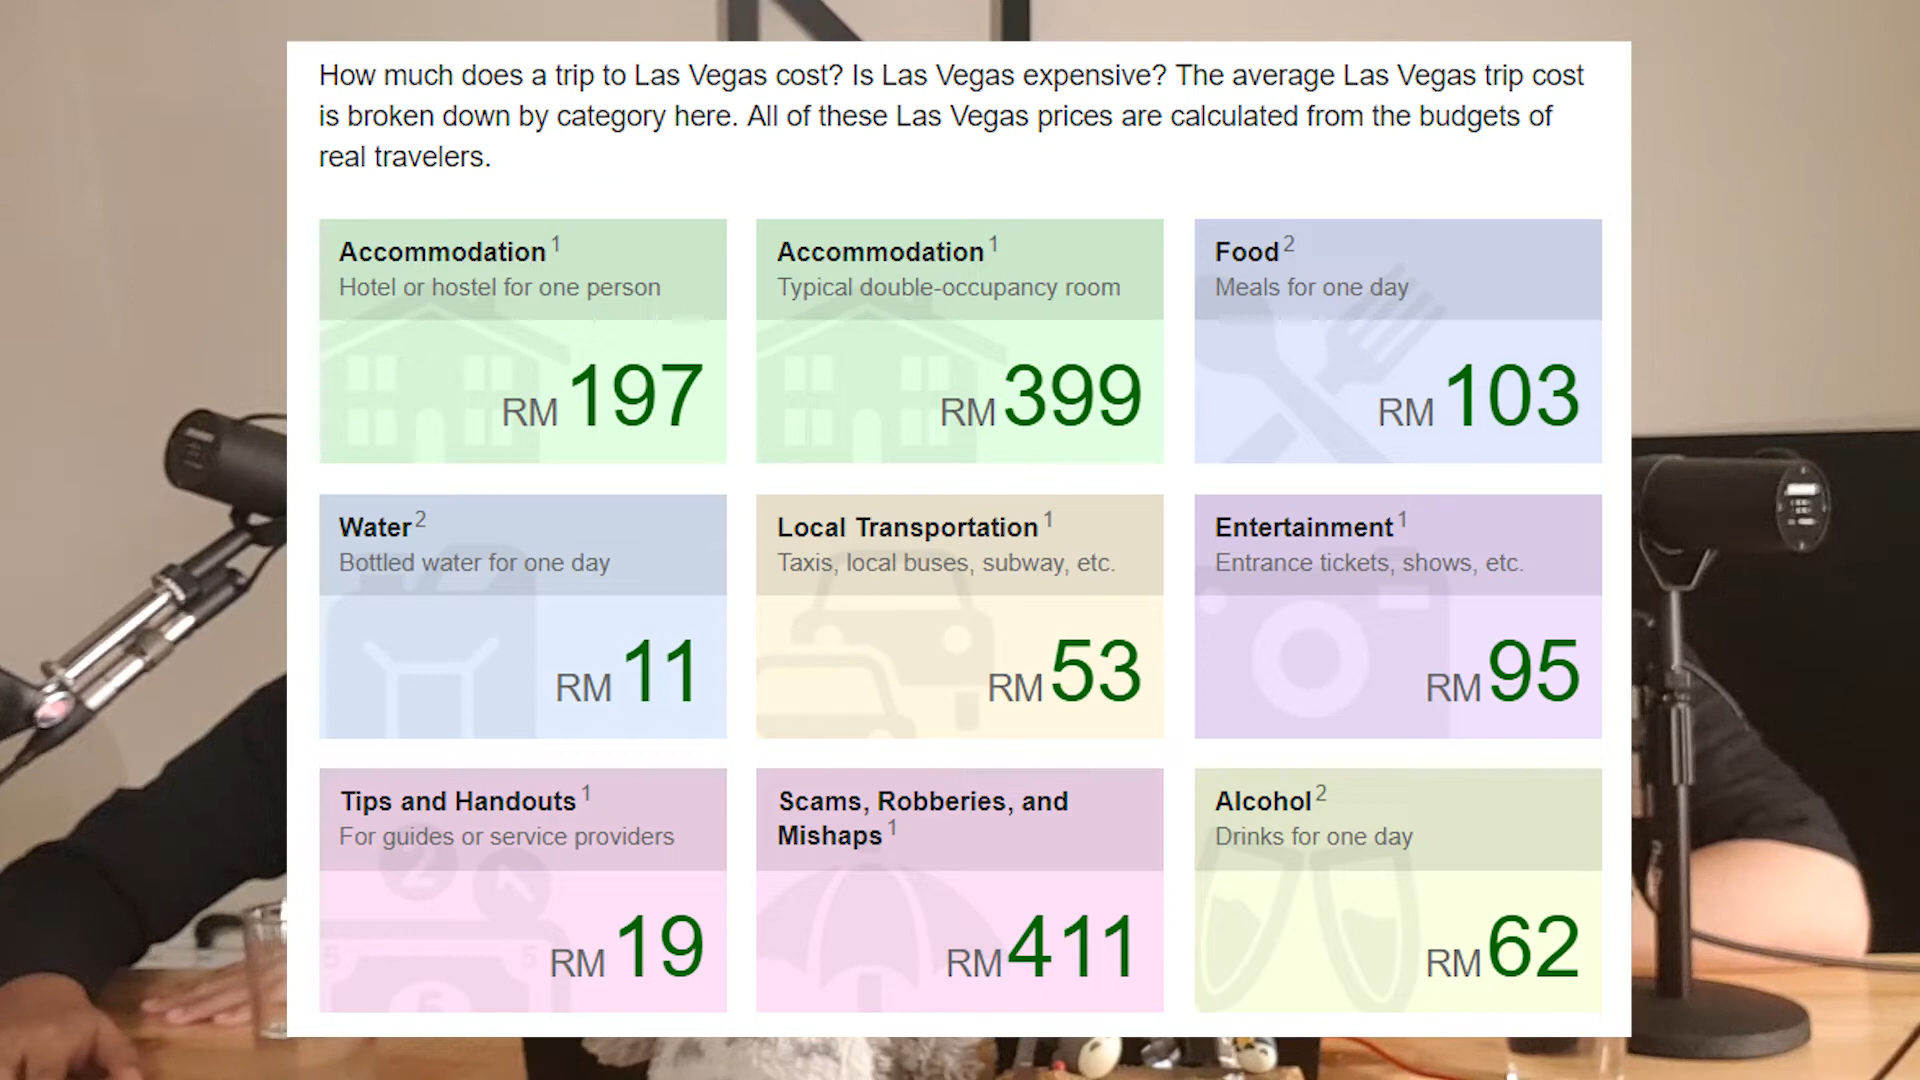 How much does a trip to Las Vegas cost? Is Las Vegas expensive? The average Las Vegas trip cost
is broken down by category here. All of these Las Vegas prices are calculated from the budgets of
real travelers.
Accommodation 1
Hotel or hostel for one person
RM 197
Accommodation 1
Typical double-occupancy room
RM 399
Food 2
Meals for one day
RM 103
Water 2
Bottled water for one day
RM 11
Local Transportation 1
Taxis, local buses, subway, etc.
RM 53
Entertainment 1
Entrance tickets, shows, etc.
RM 95
Tips and Handouts 1
For guides or service providers
RM 19
Scams, Robberies, and
Mishaps 1
RM 411
Alcohol 2
Drinks for one day
RM 62